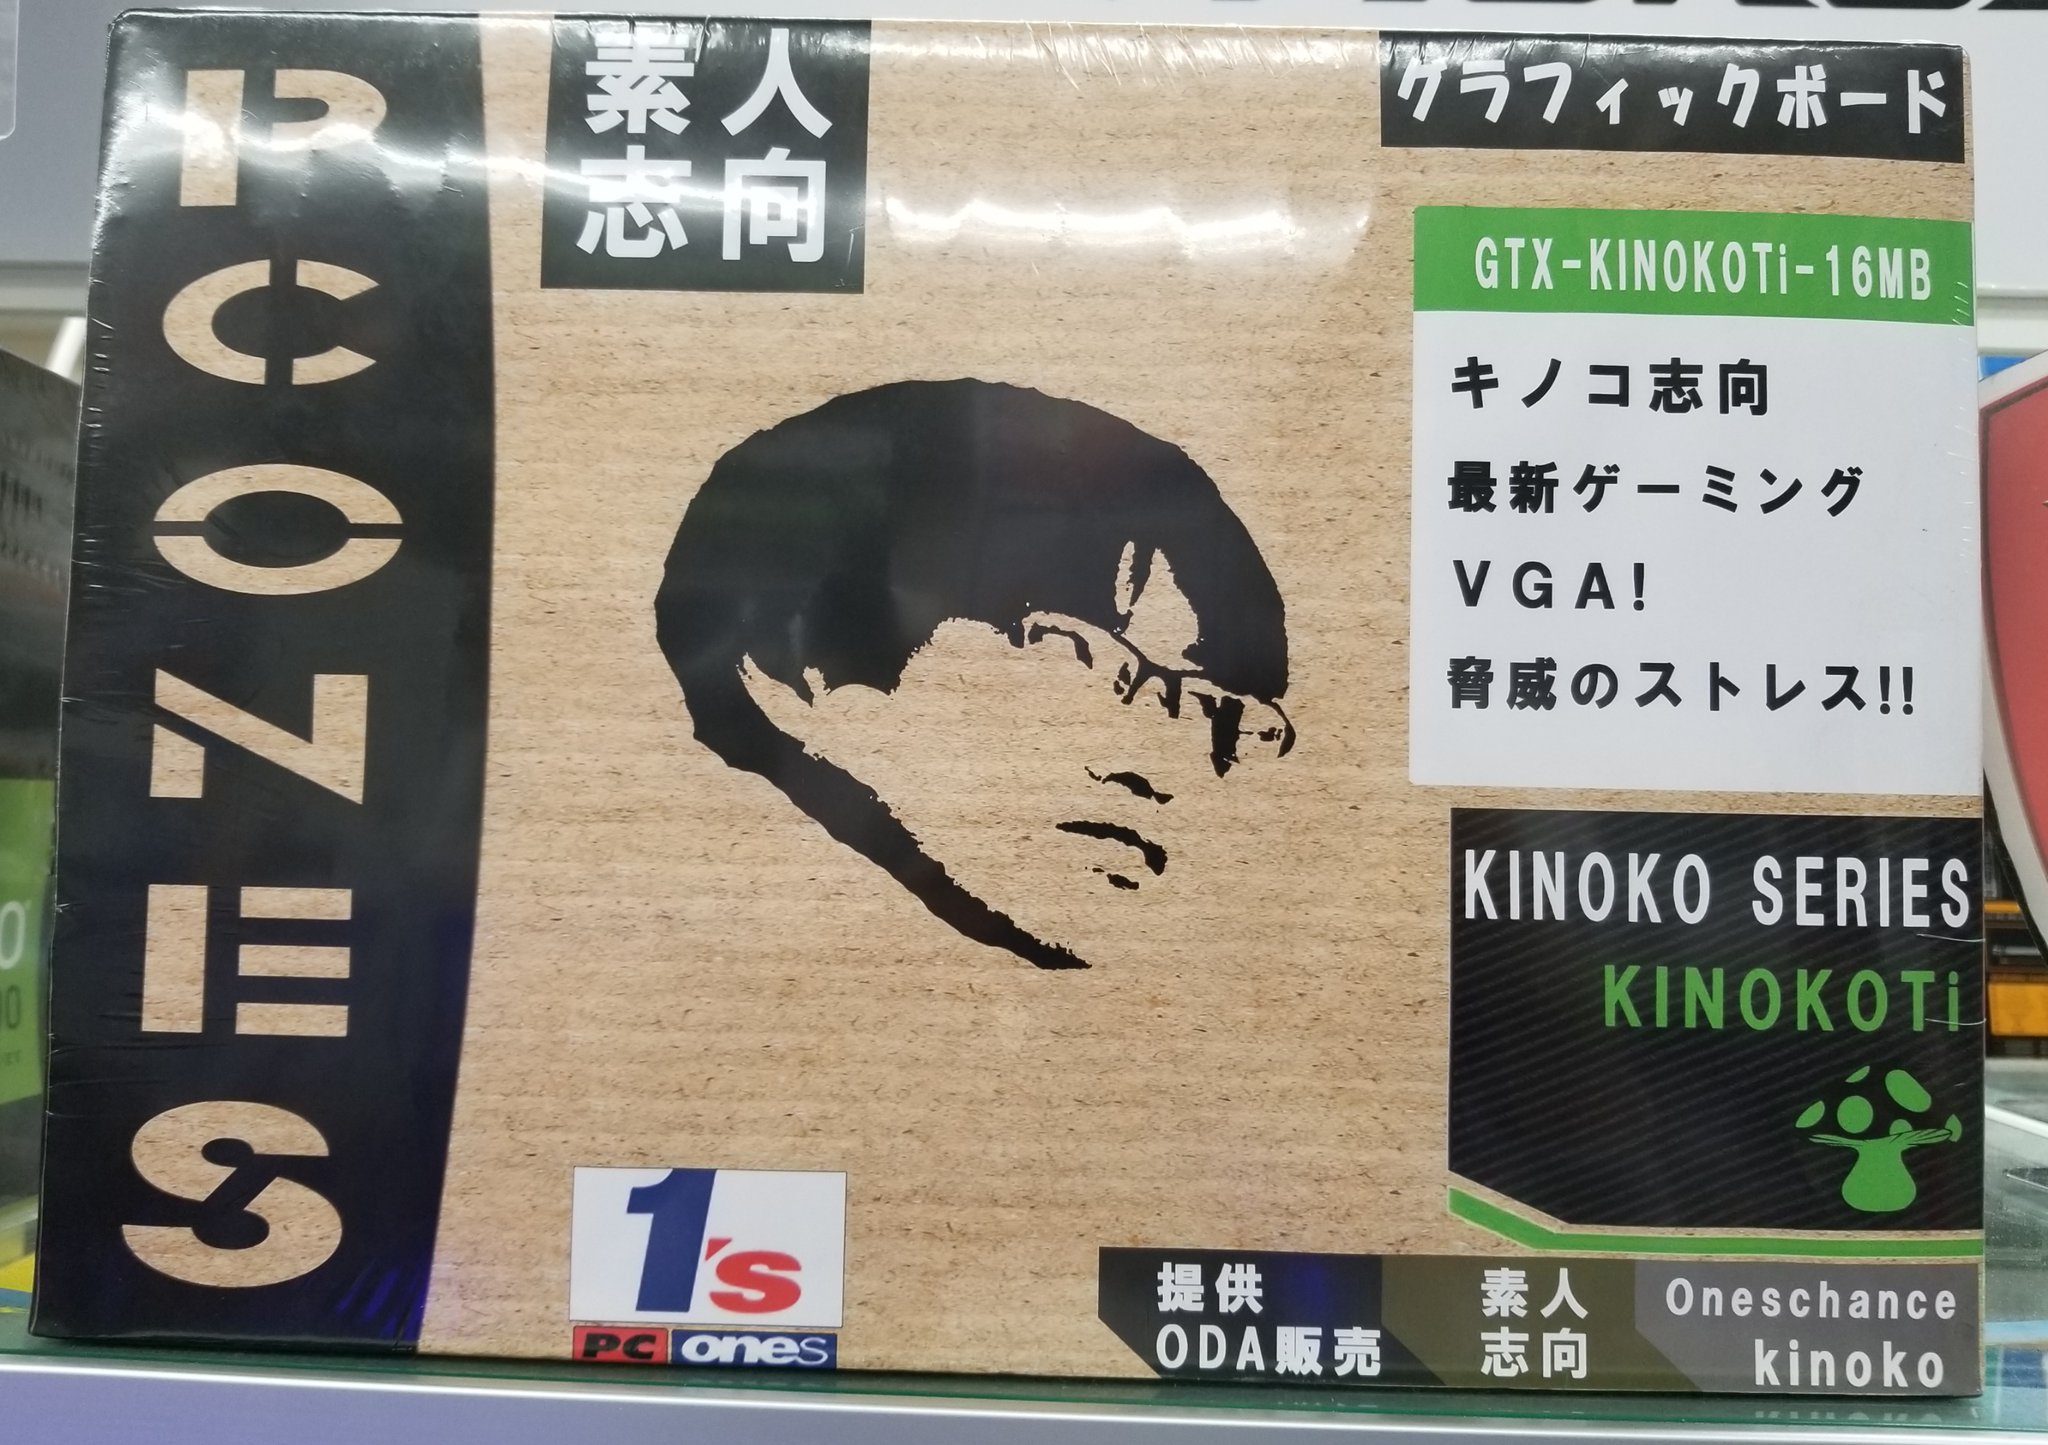 PCONES
素人
志向
グラフィックボード
GTX-KINOKOTi-16MB
キノコ志向
最新ゲーミング
VGA!
脅威のストレス!!
KINOKO SERIES
KINOKOTi
1's
PC ones
提供
ODA販売
素人
志向
Oneschance
kinoko